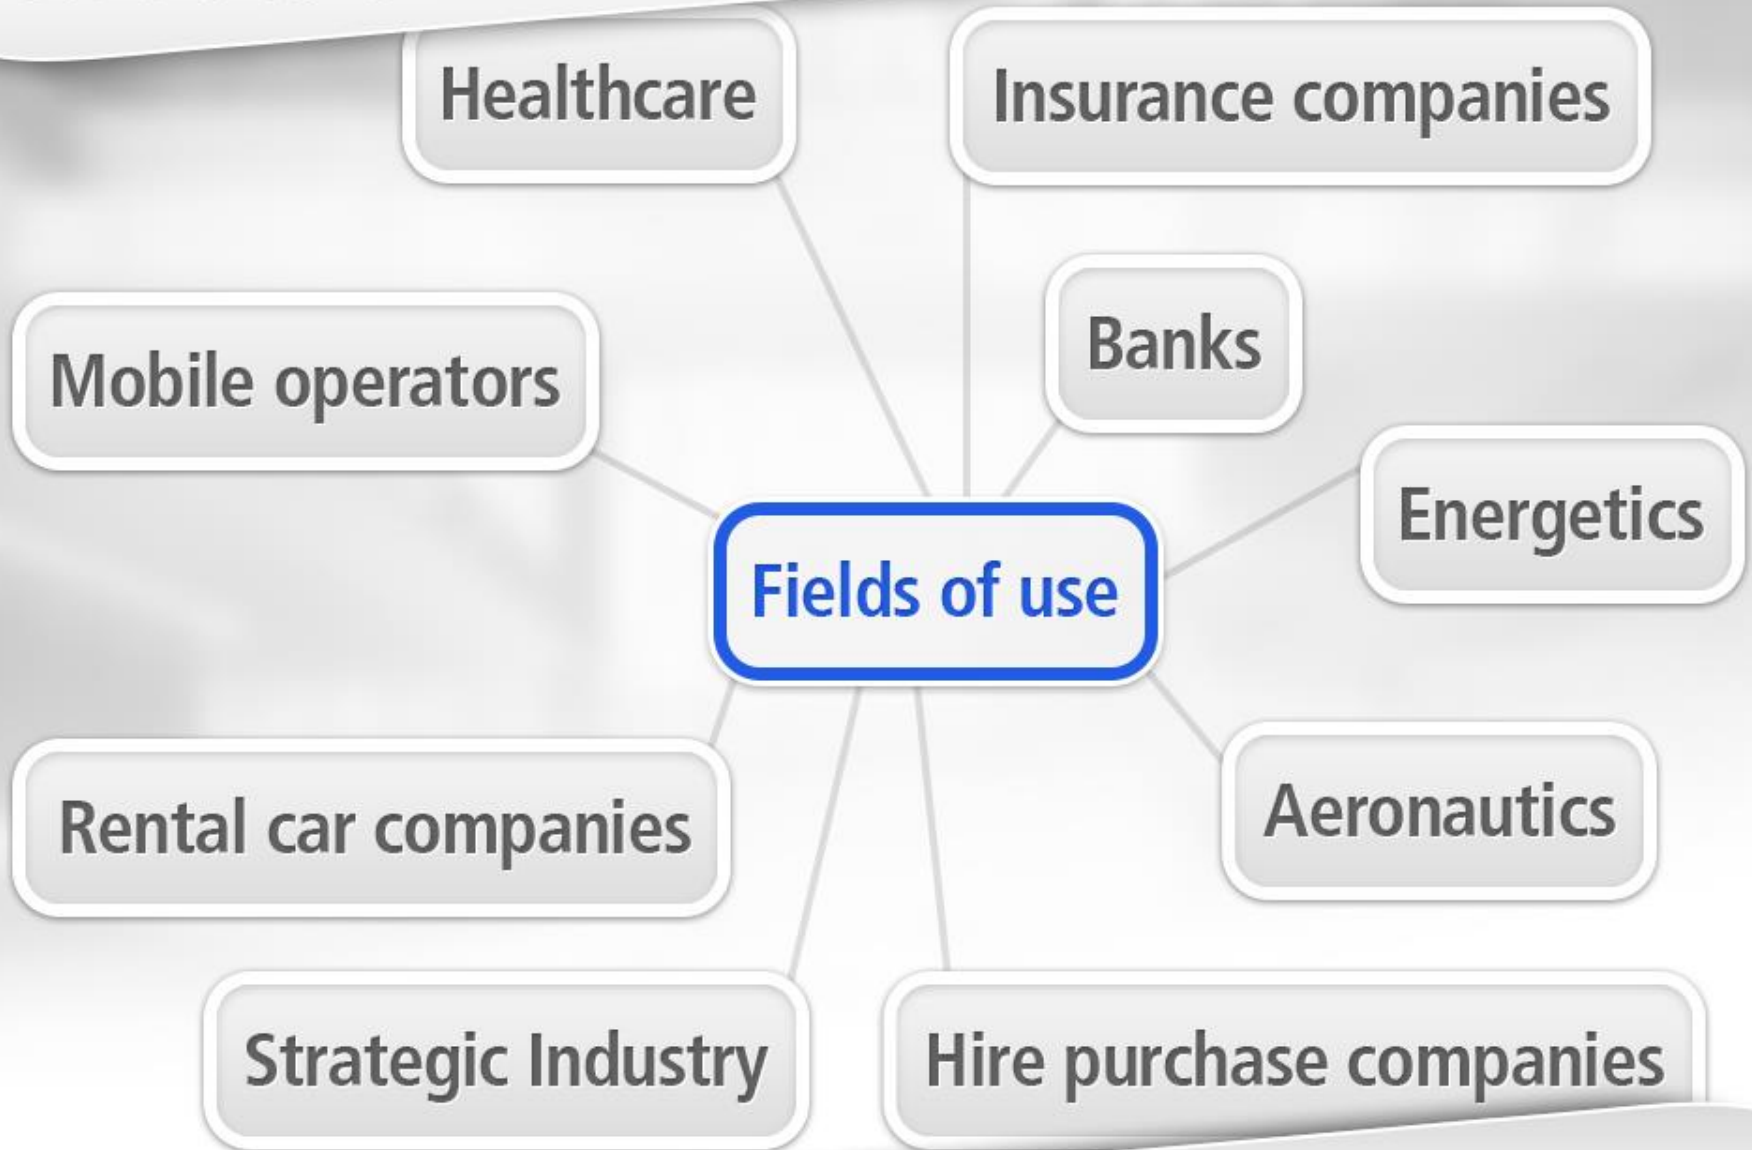 Healthcare
Insurance companies
Banks
Mobile operators
Energetics
Fields of use
Aeronautics
Rental car companies
Strategic Industry
Hire purchase companies